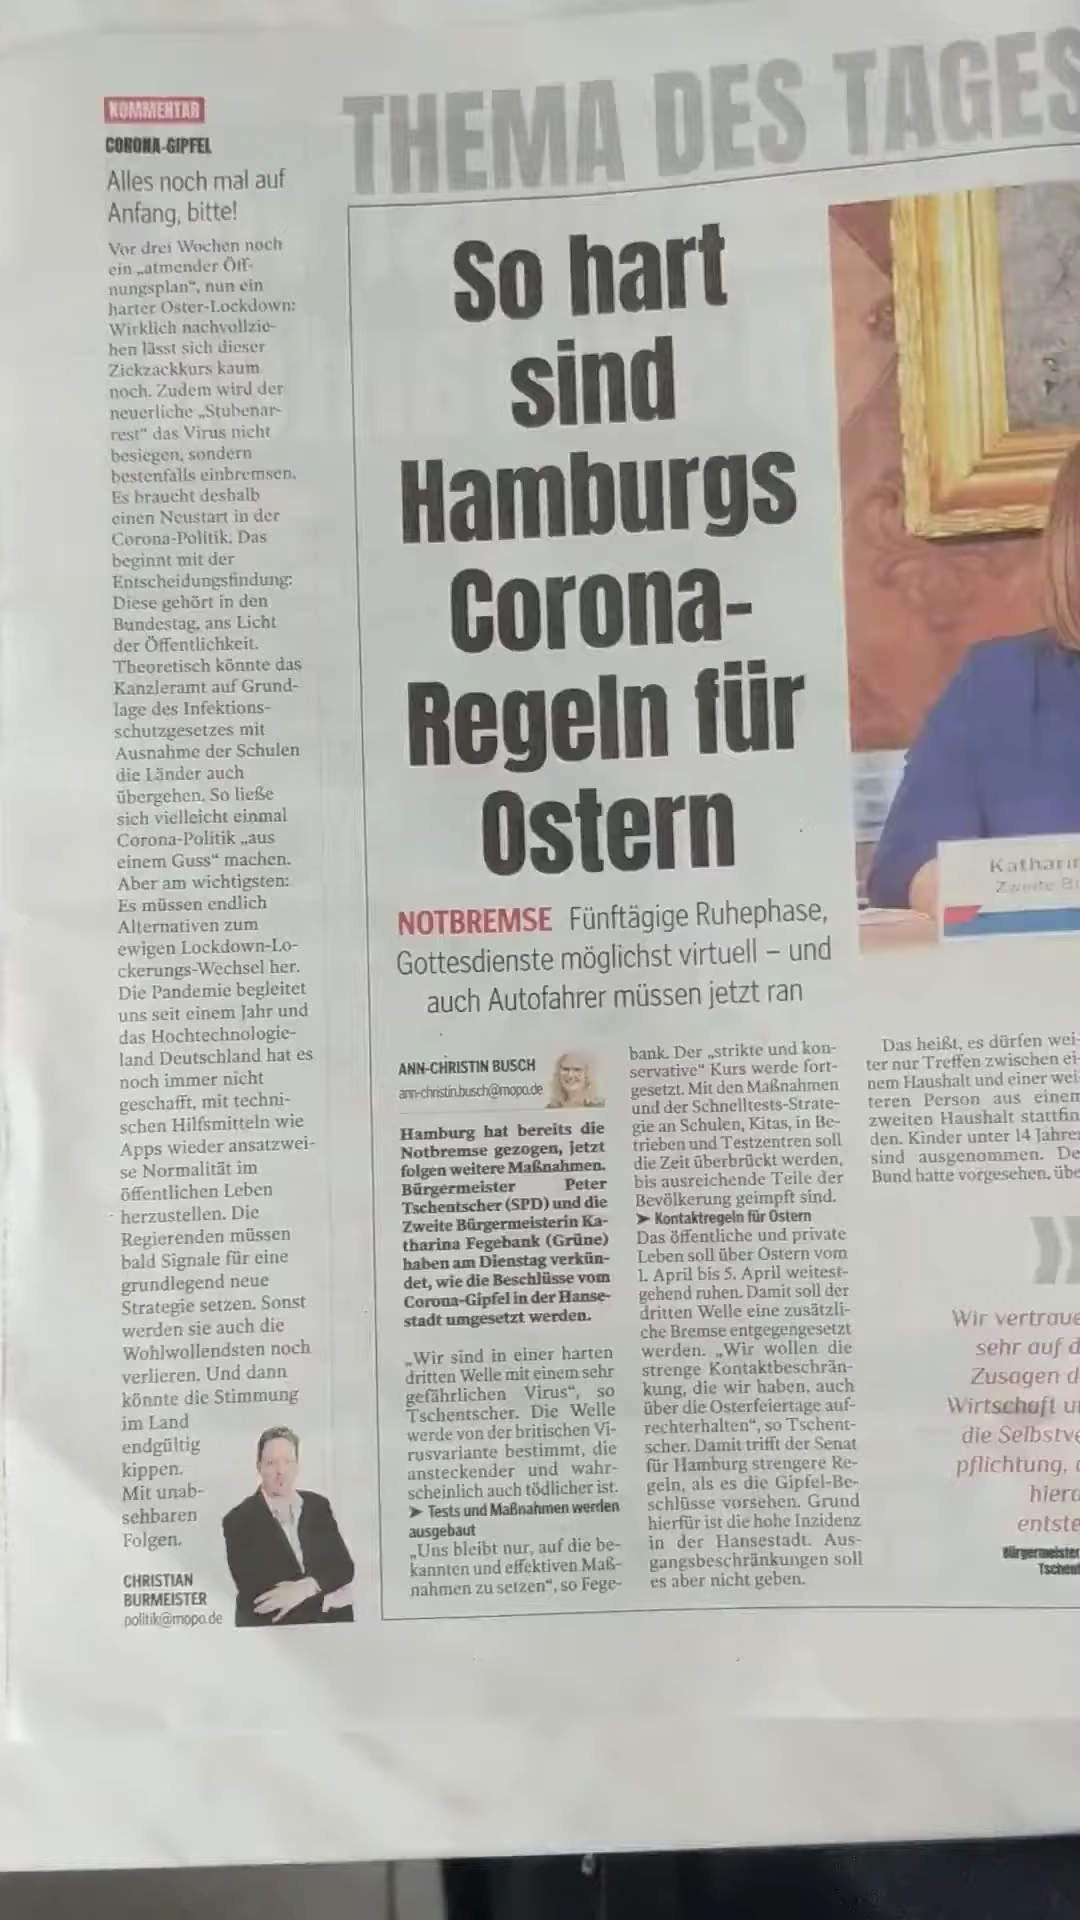 KOMMENTAR
CORONA-GIPFEL
Alles noch mal auf
Anfang, bitte!
Vor drei Wochen noch
ein „atmender Öff-
nungsplan“, nun ein
harter Oster-Lockdown:
Wirklich nachvollzie-
hen lässt sich dieser
Zickzackkurs kaum
noch. Zudem wird der
neuerliche „Stubenar-
rest“ das Virus nicht
besiegen, sondern
bestenfalls einbremsen.
Es braucht deshalb
einen Neustart in der
Corona-Politik. Das
beginnt mit der
Entscheidungsfindung:
Diese gehört in den
Bundestag, ans Licht
der Öffentlichkeit.
Theoretisch könnte das
Kanzleramt auf Grund-
lage des Infektions-
schutzgesetzes mit
Ausnahme der Schulen
die Länder auch
übergehen. So ließe
sich vielleicht einmal
Corona-Politik „aus
einem Guss“ machen.
Aber am wichtigsten:
Es müssen endlich
Alternativen zum
ewigen Lockdown-Lo-
ckerungs-Wechsel her.
Die Pandemie begleitet
uns seit einem Jahr und
das Hochtechnologie-
land Deutschland hat es
noch immer nicht
geschafft, mit techni-
schen Hilfsmitteln wie
Apps wieder ansatzwei-
se Normalität im
öffentlichen Leben
herzustellen. Die
Regierenden müssen
bald Signale für eine
grundlegend neue
Strategie setzen. Sonst
werden sie auch die
Wohlwollendsten noch
verlieren. Und dann
könnte die Stimmung
im Land
endgültig
kippen.
Mit unab-
sehbaren
Folgen.
CHRISTIAN
BURMEISTER
politik@mopo.de
THEMA DES TAGES
So hart
sind
Hamburgs
Corona-
Regeln für
Ostern
NOTBREMSE Fünftägige Ruhephase,
Gottesdienste möglichst virtuell – und
auch Autofahrer müssen jetzt ran
ANN-CHRISTIN BUSCH
ann-christin.busch@mopo.de
Hamburg hat bereits die
Notbremse gezogen, jetzt
folgen weitere Maßnahmen.
Bürgermeister Peter
Tschentscher (SPD) und die
Zweite Bürgermeisterin Ka-
tharina Fegebank (Grüne)
haben am Dienstag verkün-
det, wie die Beschlüsse vom
Corona-Gipfel in der Hanse-
stadt umgesetzt werden.
„Wir sind in einer harten
dritten Welle mit einem sehr
gefährlichen Virus“, so
Tschentscher. Die Welle
werde von der britischen Vi-
rusvariante bestimmt, die
ansteckender und wahr-
scheinlich auch tödlicher ist.
➤ Tests und Maßnahmen werden
ausgebaut
„Uns bleibt nur, auf die be-
kannten und effektiven Maß-
nahmen zu setzen“, so Fege-
bank. Der „strikte und kon-
servative“ Kurs werde fort-
gesetzt. Mit den Maßnahmen
und der Schnelltests-Strate-
gie an Schulen, Kitas, in Be-
trieben und Testzentren soll
die Zeit überbrückt werden,
bis ausreichende Teile der
Bevölkerung geimpft sind.
➤ Kontaktregeln für Ostern
Das öffentliche und private
Leben soll über Ostern vom
1. April bis 5. April weitest-
gehend ruhen. Damit soll der
dritten Welle eine zusätzli-
che Bremse entgegengesetzt
werden. „Wir wollen die
strenge Kontaktbeschrän-
kung, die wir haben, auch
über die Osterfeiertage auf-
rechterhalten“, so Tschent-
scher. Damit trifft der Senat
für Hamburg strengere Re-
geln, als es die Gipfel-Be-
schlüsse vorsehen. Grund
hierfür ist die hohe Inzidenz
in der Hansestadt. Aus-
gangsbeschränkungen soll
es aber nicht geben.
Katharin
Zweite Bü
Das heißt, es dürfen wei-
ter nur Treffen zwischen ei-
nem Haushalt und einer wei-
teren Person aus einem
zweiten Haushalt stattfin-
den. Kinder unter 14 Jahre
sind ausgenommen. De
Bund hatte vorgesehen, übe
Wir vertraue
sehr auf d
Zusagen d
Wirtschaft u
die Selbstve
pflichtung,
hiera
entste
Bürgermeister
Tschent